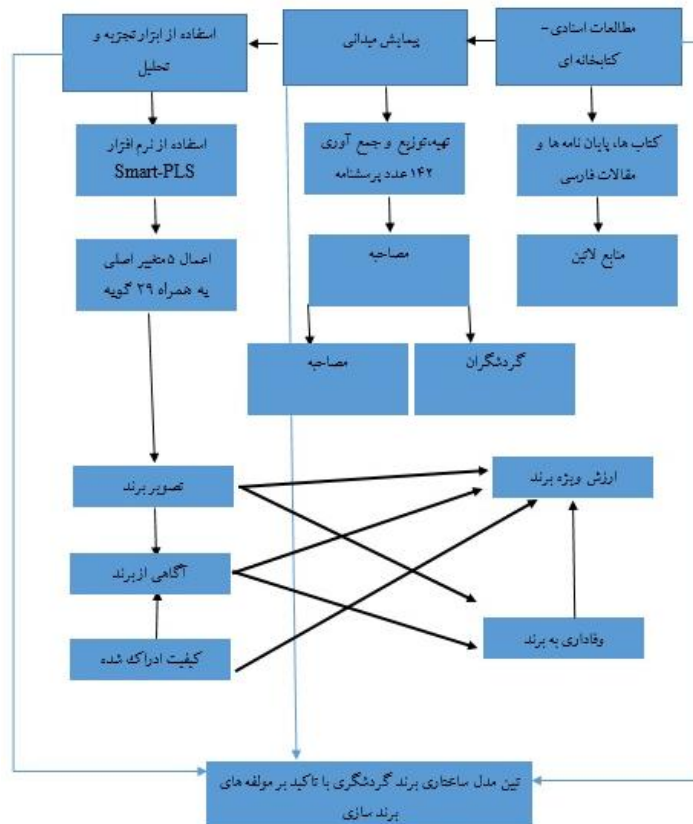 مطالعات اسنادی–
کتابخانه ای
پیمایش میدانی
استفاده از ابزار تجزیه و
تحلیل
کتاب ها، پایان نامه ها و
مقالات فارسی
تهیه،توزیع و جمع آوری
۱۴۲ عدد پرسشنامه
استفاده از نرم افزار
Smart-PLS
منابع لاتین
مصاحبه
اعمال ۵ متغیر اصلی
به همراه ۲۹ گویه
گردشگران
مصاحبه
ارزش ویژه برند
تصویر برند
آگاهی از برند
وفاداری به برند
کیفیت ادراک شده
تبین مدل ساختاری برند گردشگری با تاکید بر مولفه های
برند سازی